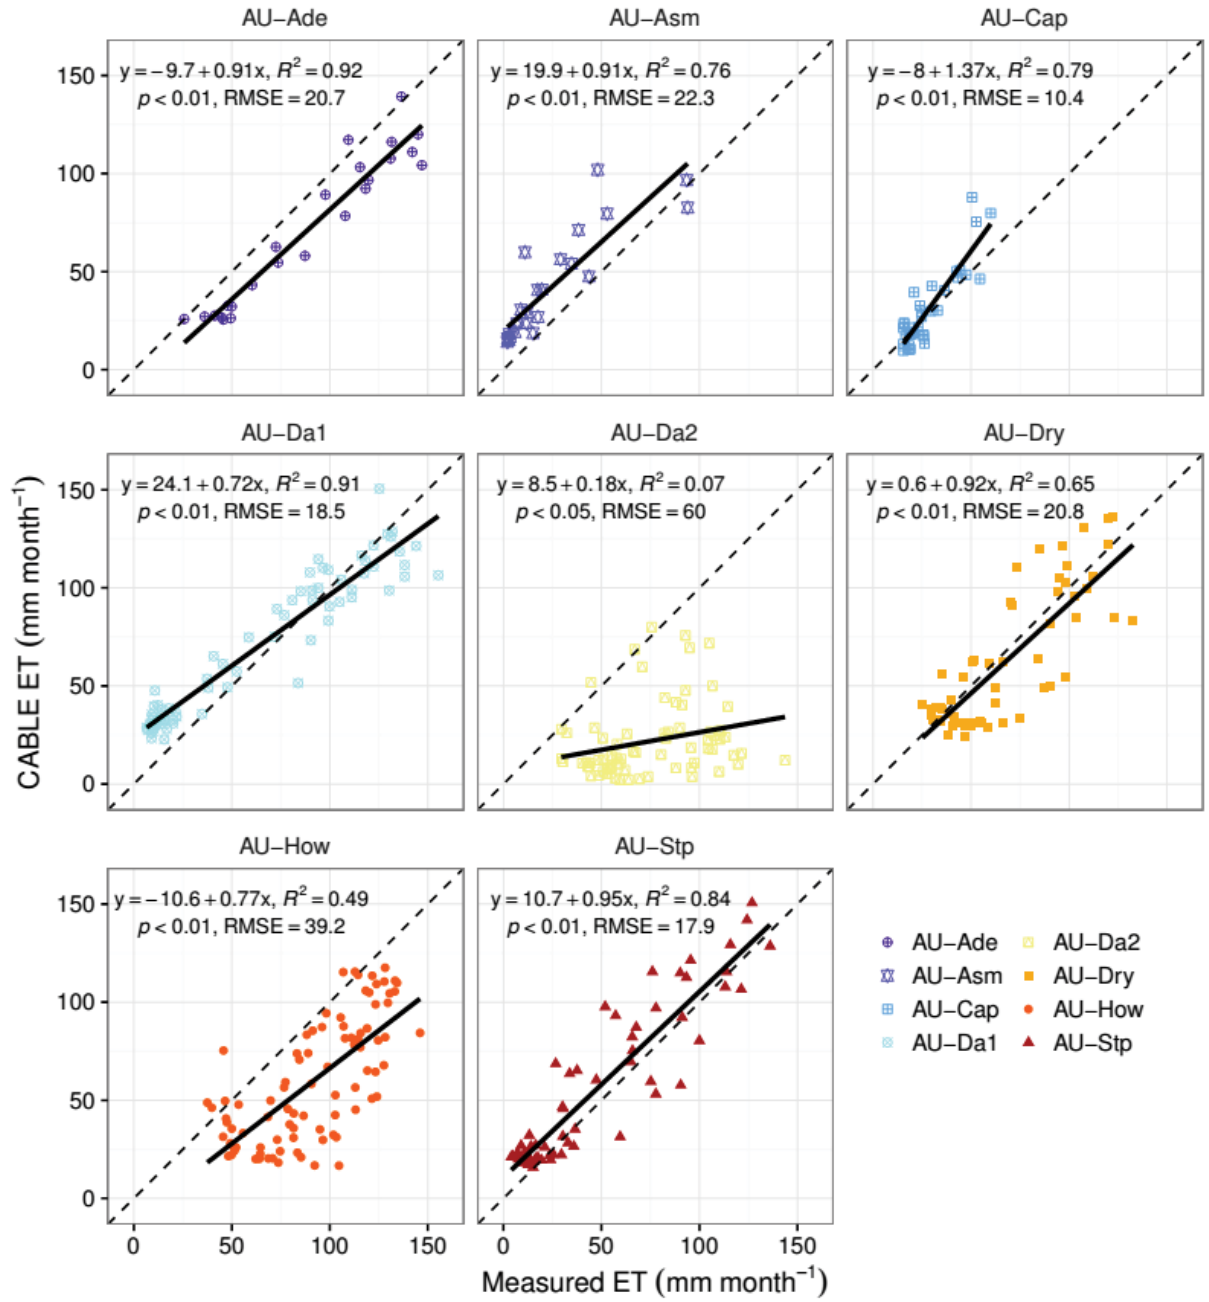 AU−Ade AU−Asm AU−Cap
y=−9.7+0.91x, R²=0.92 y=19.9+0.91x, R²=0.76 y=−8+1.37x, R²=0.79
p<0.01, RMSE=20.7 p<0.01, RMSE=22.3 p<0.01, RMSE=10.4
150
100
50
0
AU−Da1 AU−Da2 AU−Dry
y=24.1+0.72x, R²=0.91 y=8.5+0.18x, R²=0.07 y=0.6+0.92x, R²=0.65
p<0.01, RMSE=18.5 p<0.05, RMSE=60 p<0.01, RMSE=20.8
150
100
50
0
CABLE ET (mm month⁻¹)
AU−How AU−Stp
y=−10.6+0.77x, R²=0.49 y=10.7+0.95x, R²=0.84
p<0.01, RMSE=39.2 p<0.01, RMSE=17.9
150
100
50
0
AU−Ade AU−Da2
AU−Asm AU−Dry
AU−Cap AU−How
AU−Da1 AU−Stp
0 50 100 150 0 50 100 150
Measured ET (mm month⁻¹)